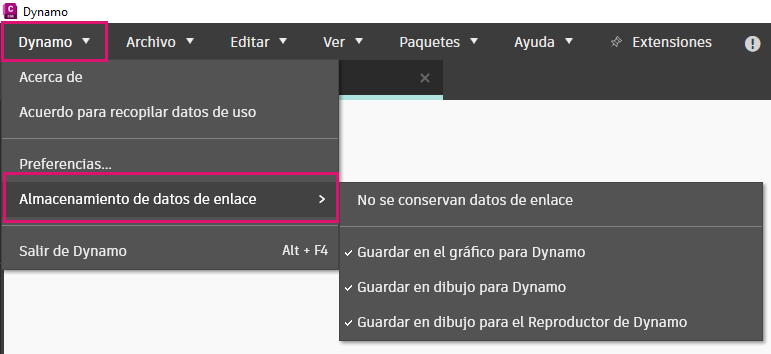 Dynamo
Dynamo Archivo Editar Ver Paquetes Ayuda Extensiones
Acerca de
Acuerdo para recopilar datos de uso
Preferencias...
Almacenamiento de datos de enlace >
No se conservan datos de enlace
Salir de Dynamo Alt + F4
Guardar en el gráfico para Dynamo
Guardar en dibujo para Dynamo
Guardar en dibujo para el Reproductor de Dynamo